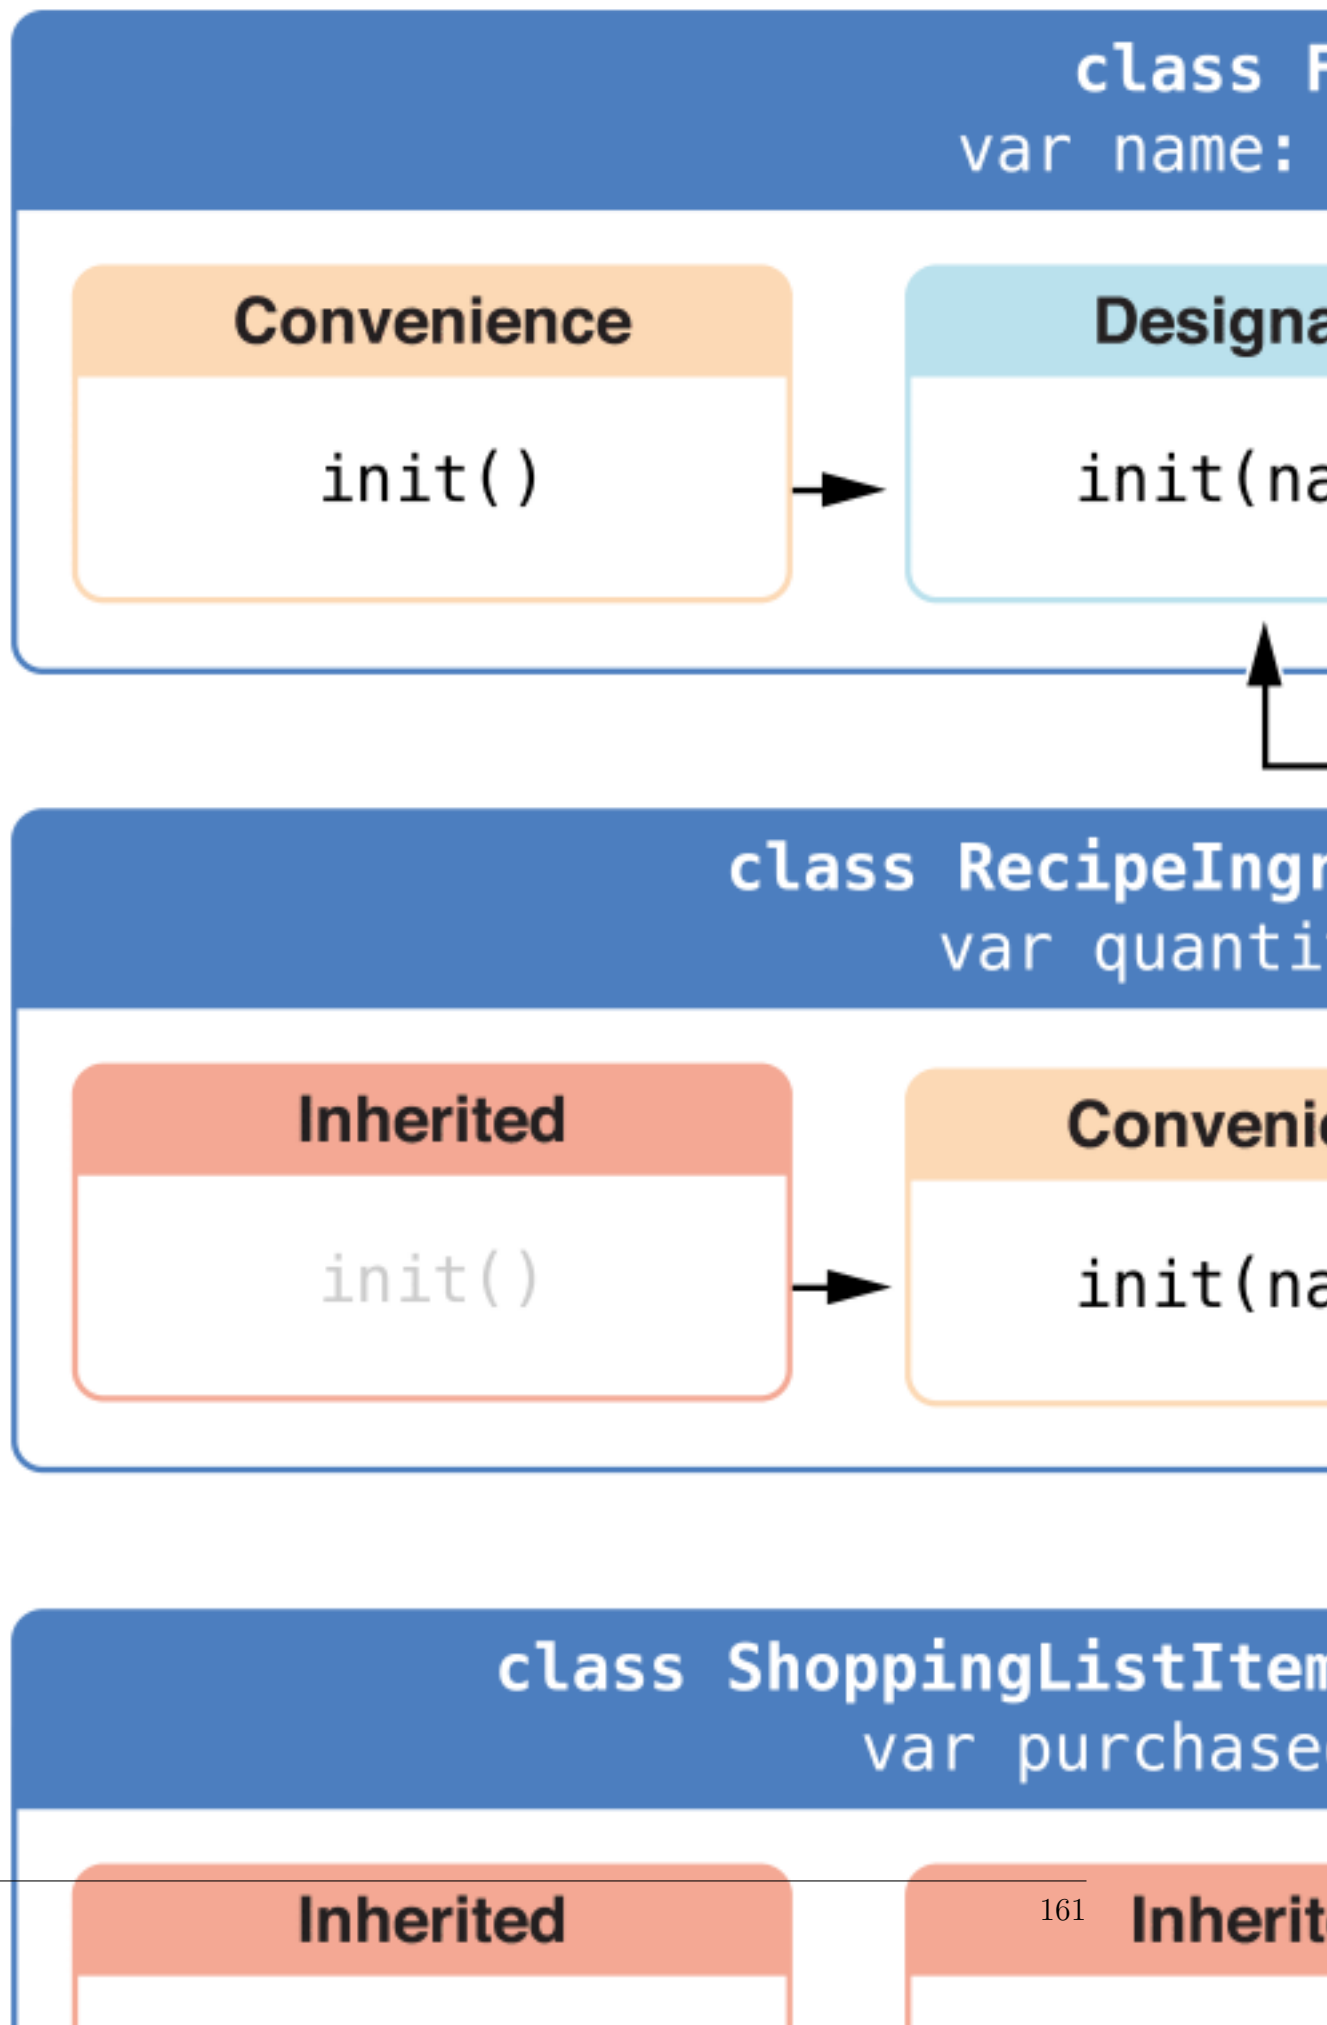 class F
var name:
Convenience
Designa
init()
init(na
class RecipeIngr
var quanti
Inherited
Conveni
init()
init(na
class ShoppingListItem
var purchase
Inherited
Inherit
161